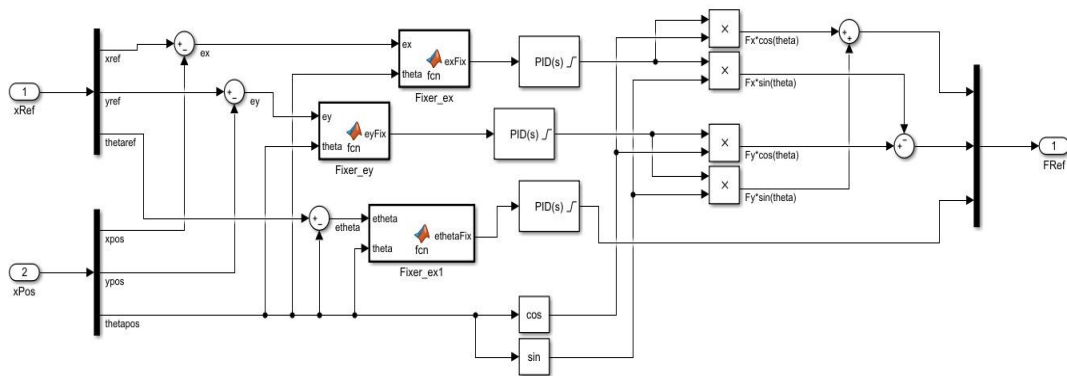 1
xRef
xref
yref
thetaref
ex
ey
ex
theta
fcn
exFix
Fixer_ex
ey
theta
fcn
eyFix
Fixer_ey
PID(s)
PID(s)
PID(s)
×
Fx*cos(theta)
×
Fx*sin(theta)
×
Fy*cos(theta)
×
Fy*sin(theta)
1
FRef
2
xPos
xpos
ypos
thetapos
etheta
etheta
theta
fcn
ethetaFix
Fixer_ex1
cos
sin